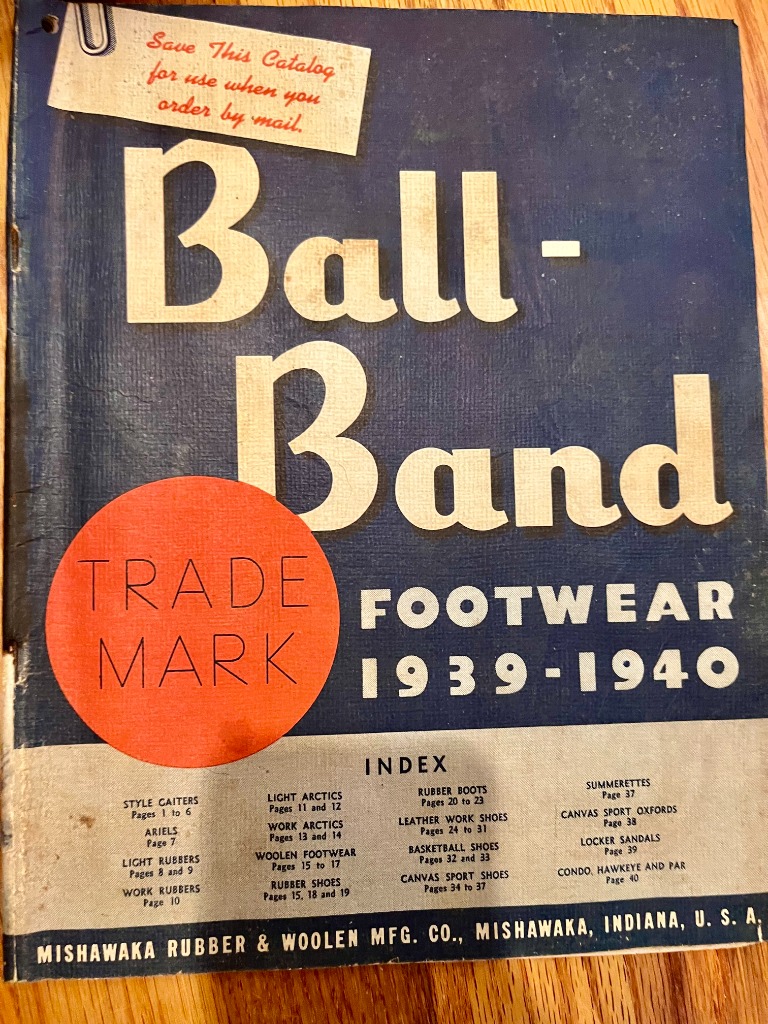 Save This Catalog
for use when you
order by mail.
Ball-
Band
TRADE
MARK
FOOTWEAR
1939-1940
INDEX
STYLE GAITERS
Pages 1 to 6
ARIELS
Page 7
LIGHT RUBBERS
Pages 8 and 9
WORK RUBBERS
Page 10
LIGHT ARCTICS
Pages 11 and 12
WORK ARCTICS
Pages 13 and 14
WOOLEN FOOTWEAR
Pages 15 to 17
RUBBER SHOES
Pages 15, 18 and 19
RUBBER BOOTS
Pages 20 to 23
LEATHER WORK SHOES
Pages 24 to 31
BASKETBALL SHOES
Pages 32 and 33
CANVAS SPORT SHOES
Pages 34 to 37
SUMMERETTES
Page 37
CANVAS SPORT OXFORDS
Page 38
LOCKER SANDALS
Page 39
CONDO, HAWKEYE AND PAR
Page 40
MISHAWAKA RUBBER & WOOLEN MFG. CO., MISHAWAKA, INDIANA, U. S. A.